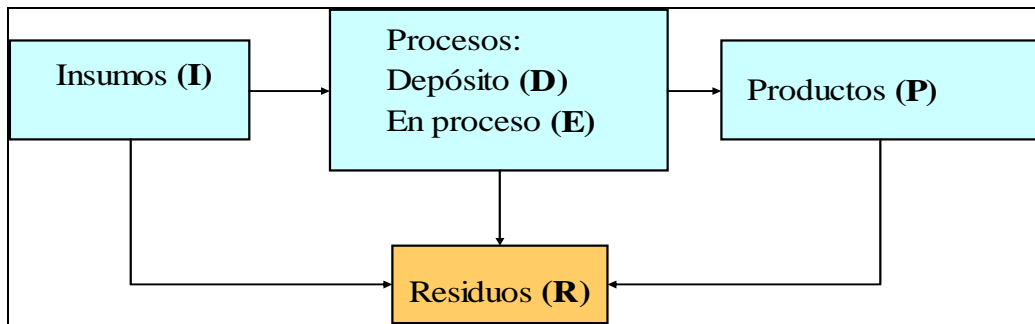 Insumos (I)
Procesos:
Depósito (D)
En proceso (E)
Productos (P)
Residuos (R)